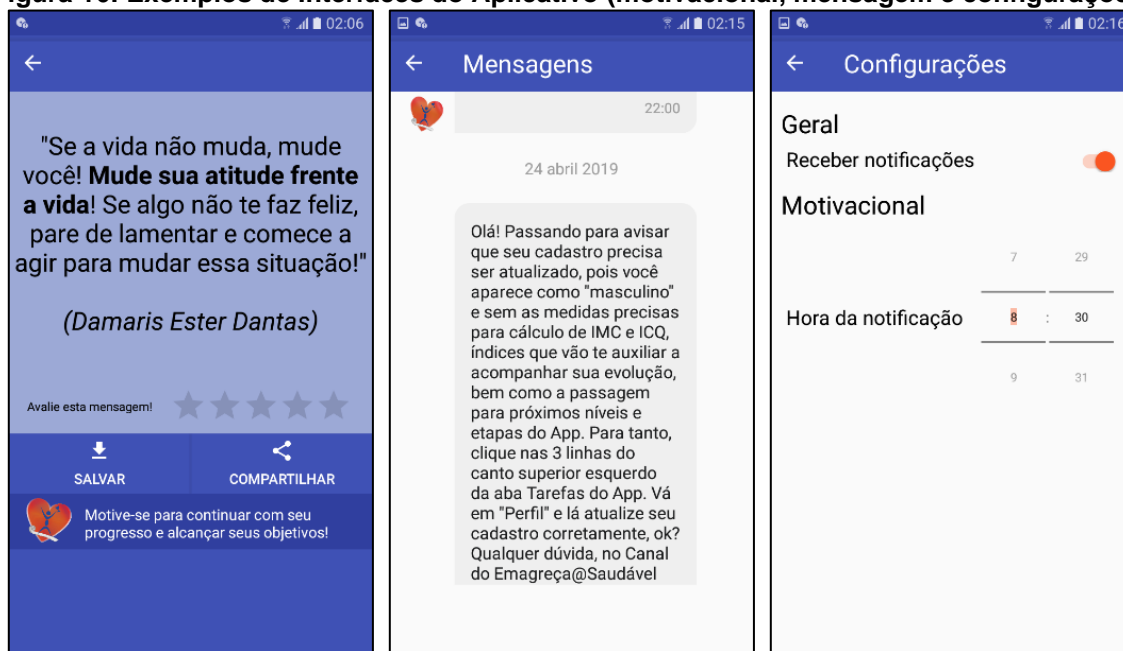 igura 10: Exemplos de Interfaces do Aplicativo (motivacional, mensagem e configuraçõe
02:06
"Se a vida não muda, mude
você! Mude sua atitude frente
a vida! Se algo não te faz feliz,
pare de lamentar e comece a
agir para mudar essa situação!"
(Damaris Ester Dantas)
Avalie esta mensagem!
SALVAR
COMPARTILHAR
Motive-se para continuar com seu
progresso e alcançar seus objetivos!
02:15
Mensagens
22:00
24 abril 2019
Olá! Passando para avisar
que seu cadastro precisa
ser atualizado, pois você
aparece como "masculino"
e sem as medidas precisas
para cálculo de IMC e ICQ,
índices que vão te auxiliar a
acompanhar sua evolução,
bem como a passagem
para próximos níveis e
etapas do App. Para tanto,
clique nas 3 linhas do
canto superior esquerdo
da aba Tarefas do App. Vá
em "Perfil" e lá atualize seu
cadastro corretamente, ok?
Qualquer dúvida, no Canal
do Emagreça@Saudável
02:16
Configurações
Geral
Receber notificações
Motivacional
7 29
Hora da notificação 8 : 30
9 31